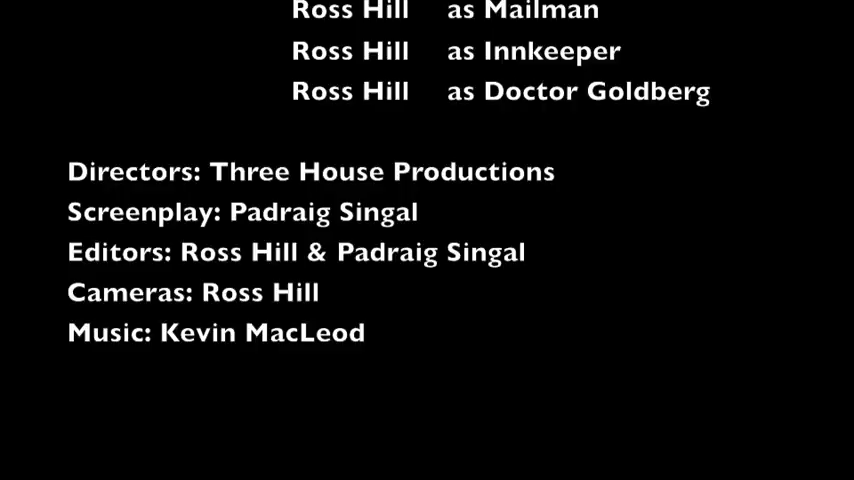 Ross Hill as Mailman
Ross Hill as Innkeeper
Ross Hill as Doctor Goldberg
Directors: Three House Productions
Screenplay: Padraig Singal
Editors: Ross Hill & Padraig Singal
Cameras: Ross Hill
Music: Kevin MacLeod